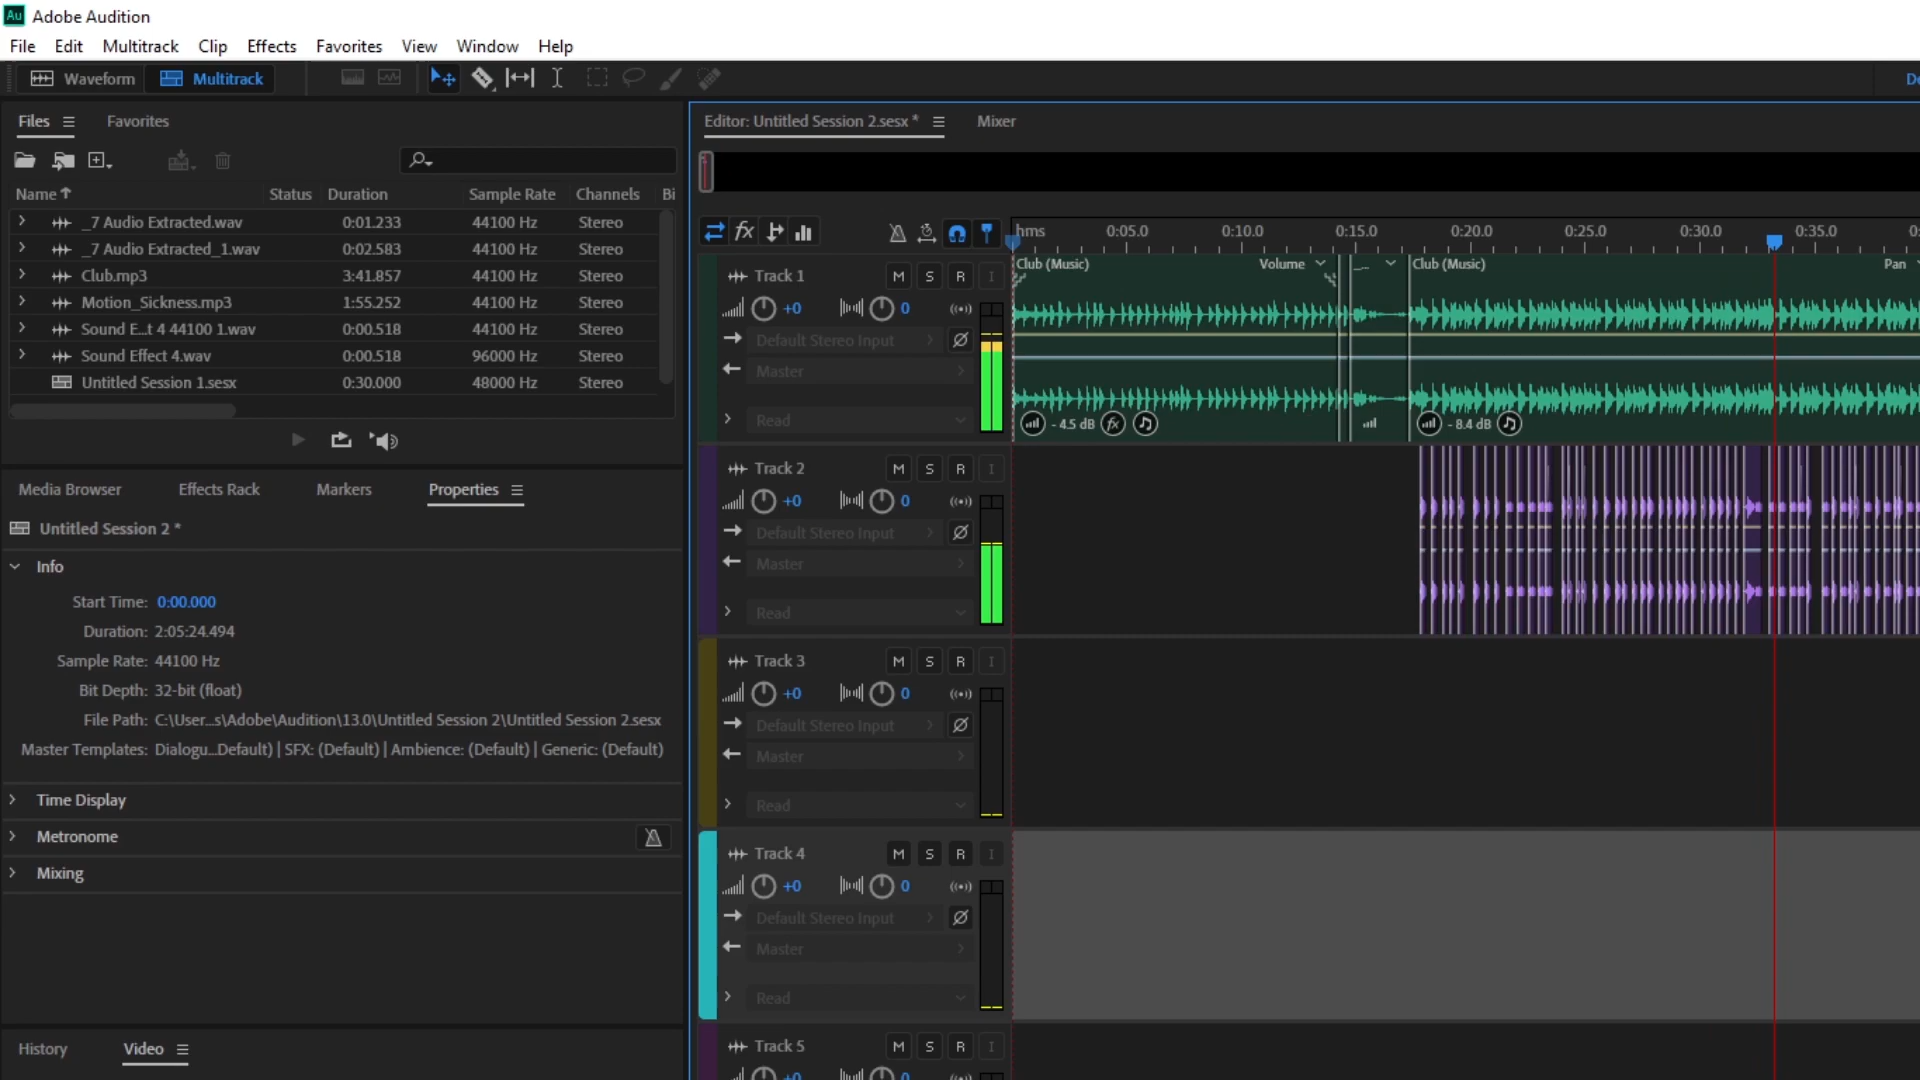 Au Adobe Audition
File Edit Multitrack Clip Effects Favorites View Window Help
Waveform Multitrack
Files Favorites
Name Status Duration Sample Rate Channels Bi
_7 Audio Extracted.wav 0:01.233 44100 Hz Stereo
_7 Audio Extracted_1.wav 0:02.583 44100 Hz Stereo
Club.mp3 3:41.857 44100 Hz Stereo
Motion_Sickness.mp3 1:55.252 44100 Hz Stereo
Sound E...t 4 44100 1.wav 0:00.518 44100 Hz Stereo
Sound Effect 4.wav 0:00.518 96000 Hz Stereo
Untitled Session 1.sesx 0:30.000 48000 Hz Stereo
Media Browser Effects Rack Markers Properties
Untitled Session 2 *
Info
Start Time: 0:00.000
Duration: 2:05:24.494
Sample Rate: 44100 Hz
Bit Depth: 32-bit (float)
File Path: C:\User...s\Adobe\Audition\13.0\Untitled Session 2\Untitled Session 2.sesx
Master Templates: Dialogu...Default) | SFX: (Default) | Ambience: (Default) | Generic: (Default)
Time Display
Metronome
Mixing
History Video
Editor: Untitled Session 2.sesx * Mixer
fx hms 0:05.0 0:10.0 0:15.0 0:20.0 0:25.0 0:30.0 0:35.0
Club (Music) Volume Club (Music) Pan
Track 1 M S R I
+0 0
Default Stereo Input
Master
Read
- 4.5 dB fx - 8.4 dB
Track 2 M S R I
+0 0
Default Stereo Input
Master
Read
Track 3 M S R I
+0 0
Default Stereo Input
Master
Read
Track 4 M S R I
+0 0
Default Stereo Input
Master
Read
Track 5 M S R I
+0 0